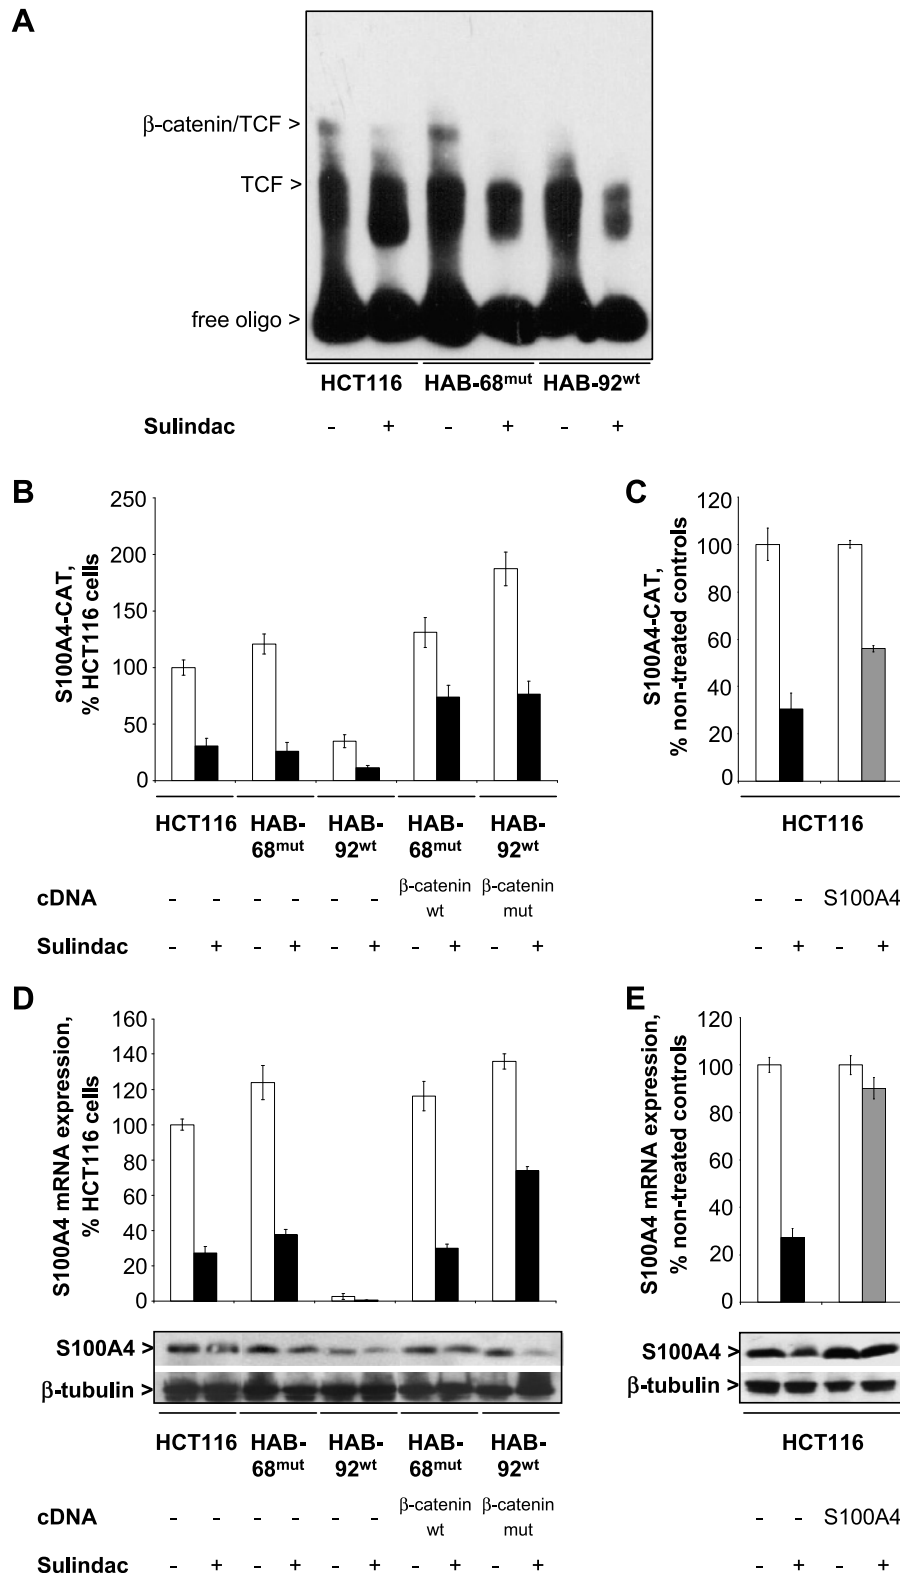 A
β-catenin/TCF >
TCF >
free oligo >
HCT116 HAB-68mut HAB-92wt
Sulindac - + - + - +
B
S100A4-CAT,
% HCT116 cells
250
200
150
100
50
0
HCT116 HAB-68mut HAB-92wt HAB-68mut HAB-92wt
cDNA - - - - - - β-catenin wt β-catenin mut
Sulindac - + - + - + - + - +
C
S100A4-CAT,
% non-treated controls
120
100
80
60
40
20
0
HCT116
- - S100A4
- + - +
D
S100A4 mRNA expression,
% HCT116 cells
160
140
120
100
80
60
40
20
0
S100A4 >
β-tubulin >
HCT116 HAB-68mut HAB-92wt HAB-68mut HAB-92wt
cDNA - - - - - - β-catenin wt β-catenin mut
Sulindac - + - + - + - + - +
E
S100A4 mRNA expression,
% non-treated controls
120
100
80
60
40
20
0
S100A4 >
β-tubulin >
HCT116
- - S100A4
- + - +